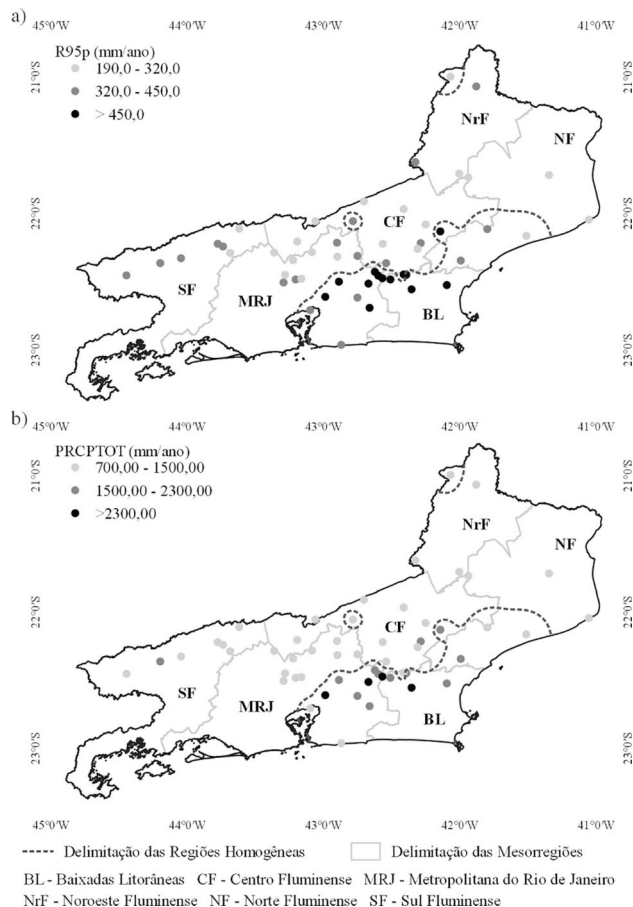 45°0'W 44°0'W 43°0'W 42°0'W 41°0'W
a)
R95p (mm/ano)
190,0 - 320,0
320,0 - 450,0
> 450,0
21°0'S 21°0'S
NrF NF
22°0'S 22°0'S
CF
SF MRJ BL
23°0'S 23°0'S
45°0'W 44°0'W 43°0'W 42°0'W 41°0'W
b)
PRCPTOT (mm/ano)
700,00 - 1500,00
1500,00 - 2300,00
>2300,00
21°0'S 21°0'S
NrF NF
22°0'S 22°0'S
CF
SF MRJ BL
23°0'S 23°0'S
45°0'W 44°0'W 43°0'W 42°0'W 41°0'W
Delimitação das Regiões Homogêneas Delimitação das Mesorregiões
BL - Baixadas Litorâneas CF - Centro Fluminense MRJ - Metropolitana do Rio de Janeiro
NrF - Noroeste Fluminense NF - Norte Fluminense SF - Sul Fluminense